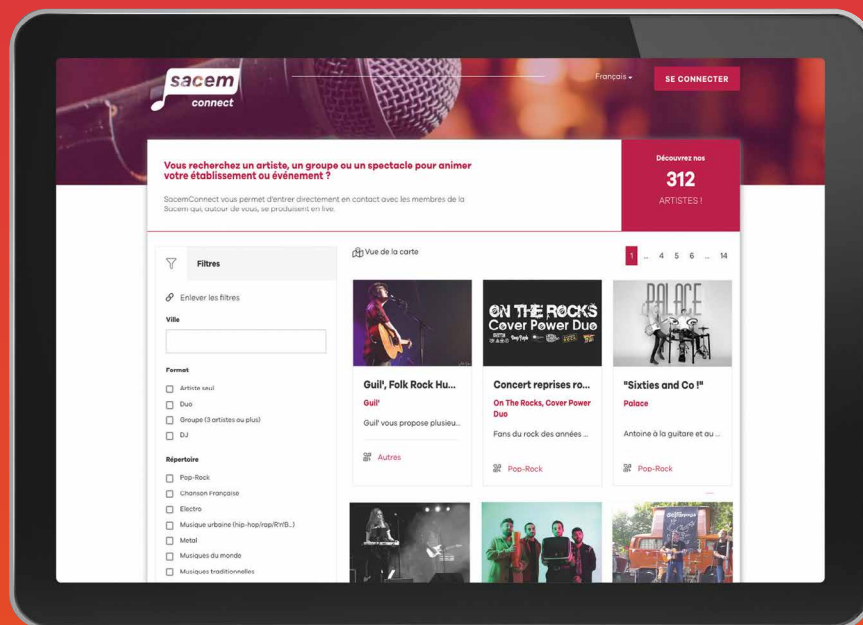 sacem
connect
Français
SE CONNECTER
Vous recherchez un artiste, un groupe ou un spectacle pour animer
votre établissement ou événement ?
SacemConnect vous permet d'entrer directement en contact avec les membres de la
Sacem qui, autour de vous, se produisent en live.
Découvrez nos
312
ARTISTES !
Filtres
Enlever les filtres
Ville
Format
Artiste seul
Duo
Groupe (3 artistes ou plus)
DJ
Répertoire
Pop-Rock
Chanson Française
Electro
Musique urbaine (hip-hop/rap/R'n'B...)
Metal
Musiques du monde
Musiques traditionnelles
Vue de la carte
1 ... 4 5 6 ... 14
Guil', Folk Rock Hu...
Guil'
Guil' vous propose plusieu...
Autres
ON THE ROCKS
Cover Power Duo
Concert reprises ro...
On The Rocks, Cover Power
Duo
Fans du rock des années ...
Pop-Rock
PALACE
"Sixties and Co !"
Palace
Antoine à la guitare et au ...
Pop-Rock